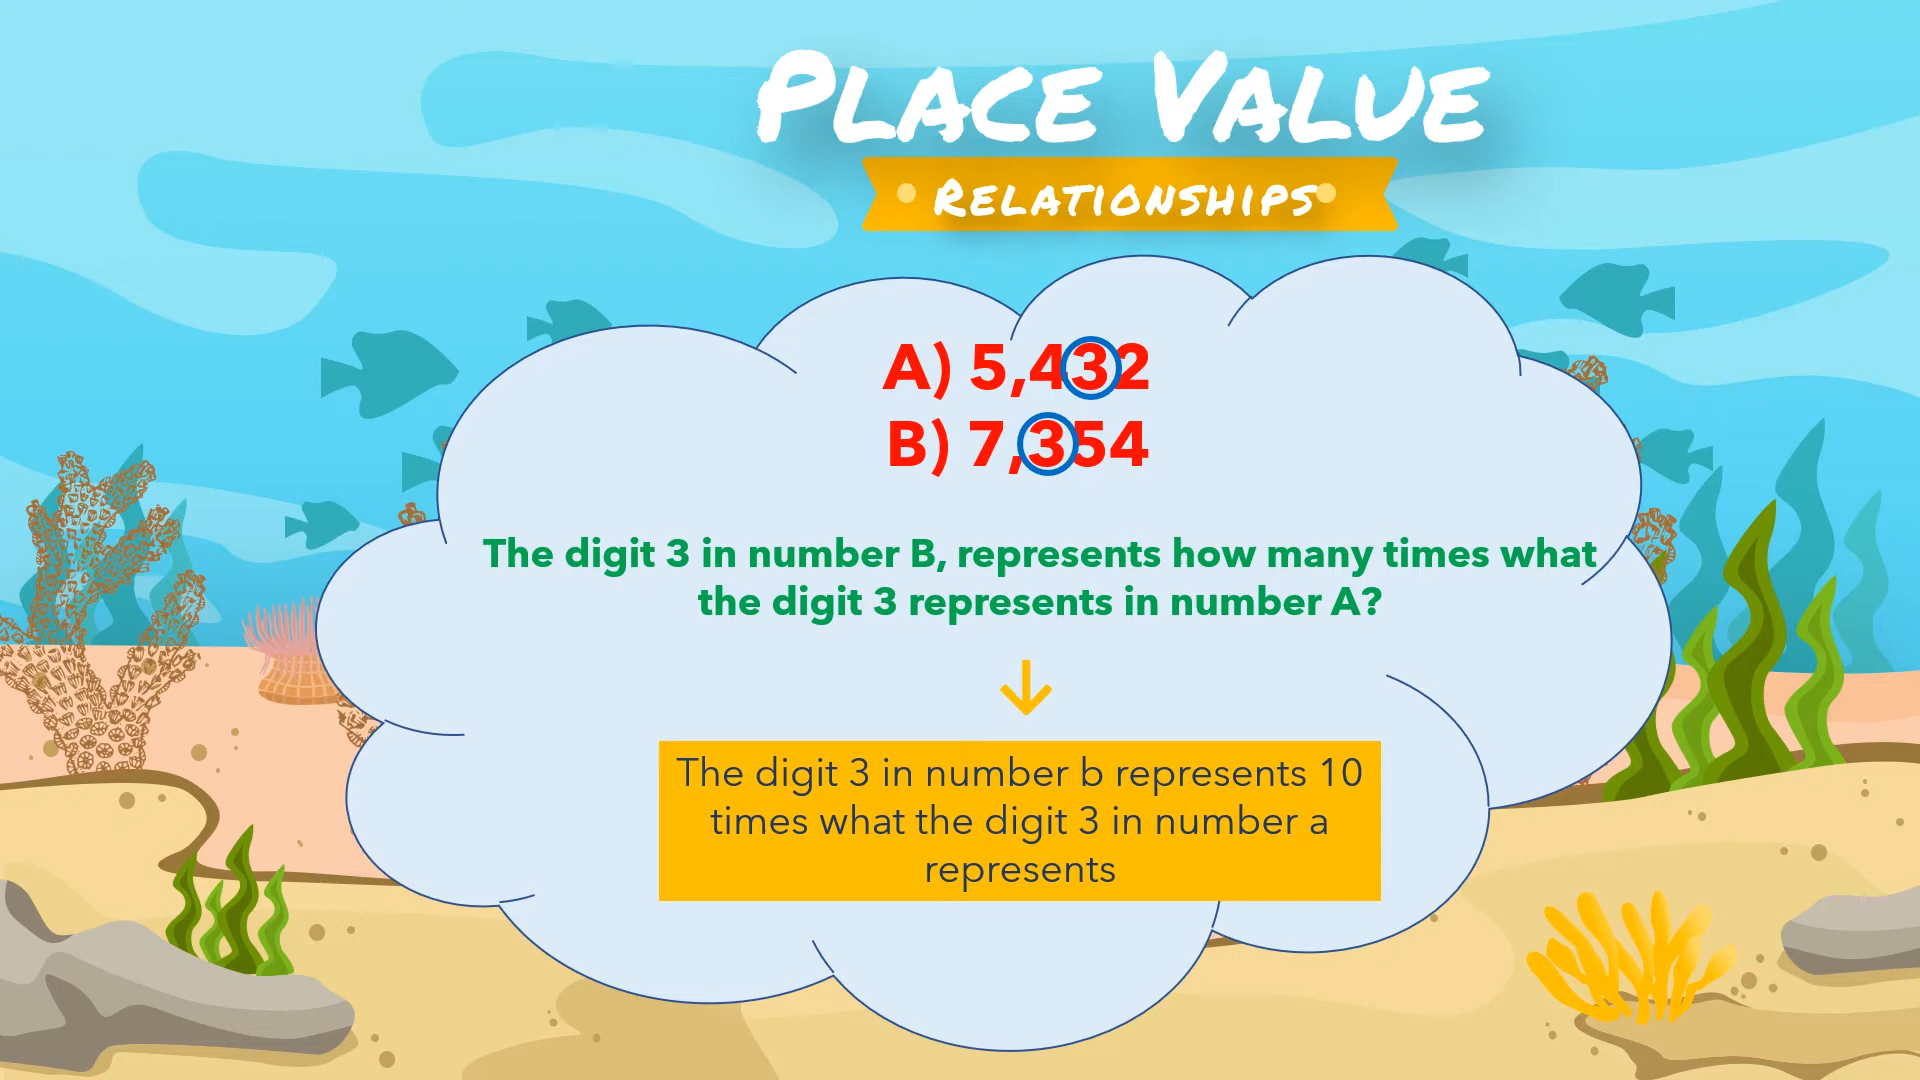 PLACE VALUE
RELATIONSHIPS
A) 5,432
B) 7,354
The digit 3 in number B, represents how many times what
the digit 3 represents in number A?
The digit 3 in number b represents 10
times what the digit 3 in number a
represents